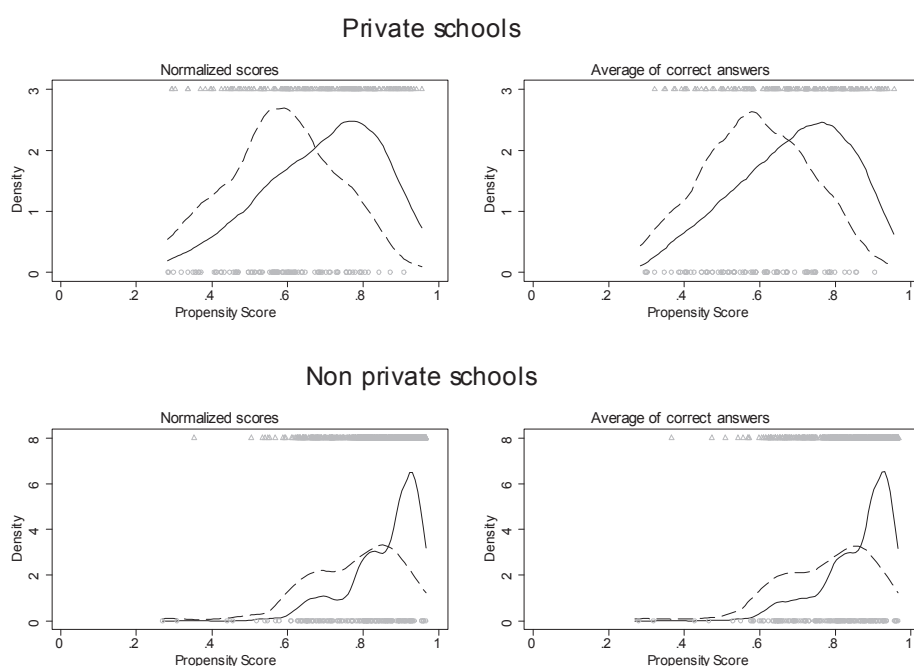 Private schools
Normalized scores
Average of correct answers
3
2
1
0
Density
0 .2 .4 .6 .8 1
Propensity Score
3
2
1
0
Density
0 .2 .4 .6 .8 1
Propensity Score
Non private schools
Normalized scores
Average of correct answers
8
6
4
2
0
Density
0 .2 .4 .6 .8 1
Propensity Score
8
6
4
2
0
Density
0 .2 .4 .6 .8 1
Propensity Score